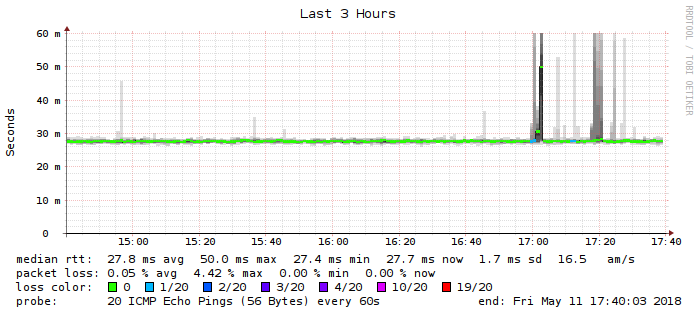 Last 3 Hours
RRDTOOL / TOBI OETIKER
Seconds
60 m
50 m
40 m
30 m
20 m
10 m
0
15:00 15:20 15:40 16:00 16:20 16:40 17:00 17:20 17:40
median rtt: 27.8 ms avg 50.0 ms max 27.4 ms min 27.7 ms now 1.7 ms sd 16.5 am/s
packet loss: 0.05 % avg 4.42 % max 0.00 % min 0.00 % now
loss color: 0 1/20 2/20 3/20 4/20 10/20 19/20
probe: 20 ICMP Echo Pings (56 Bytes) every 60s end: Fri May 11 17:40:03 2018